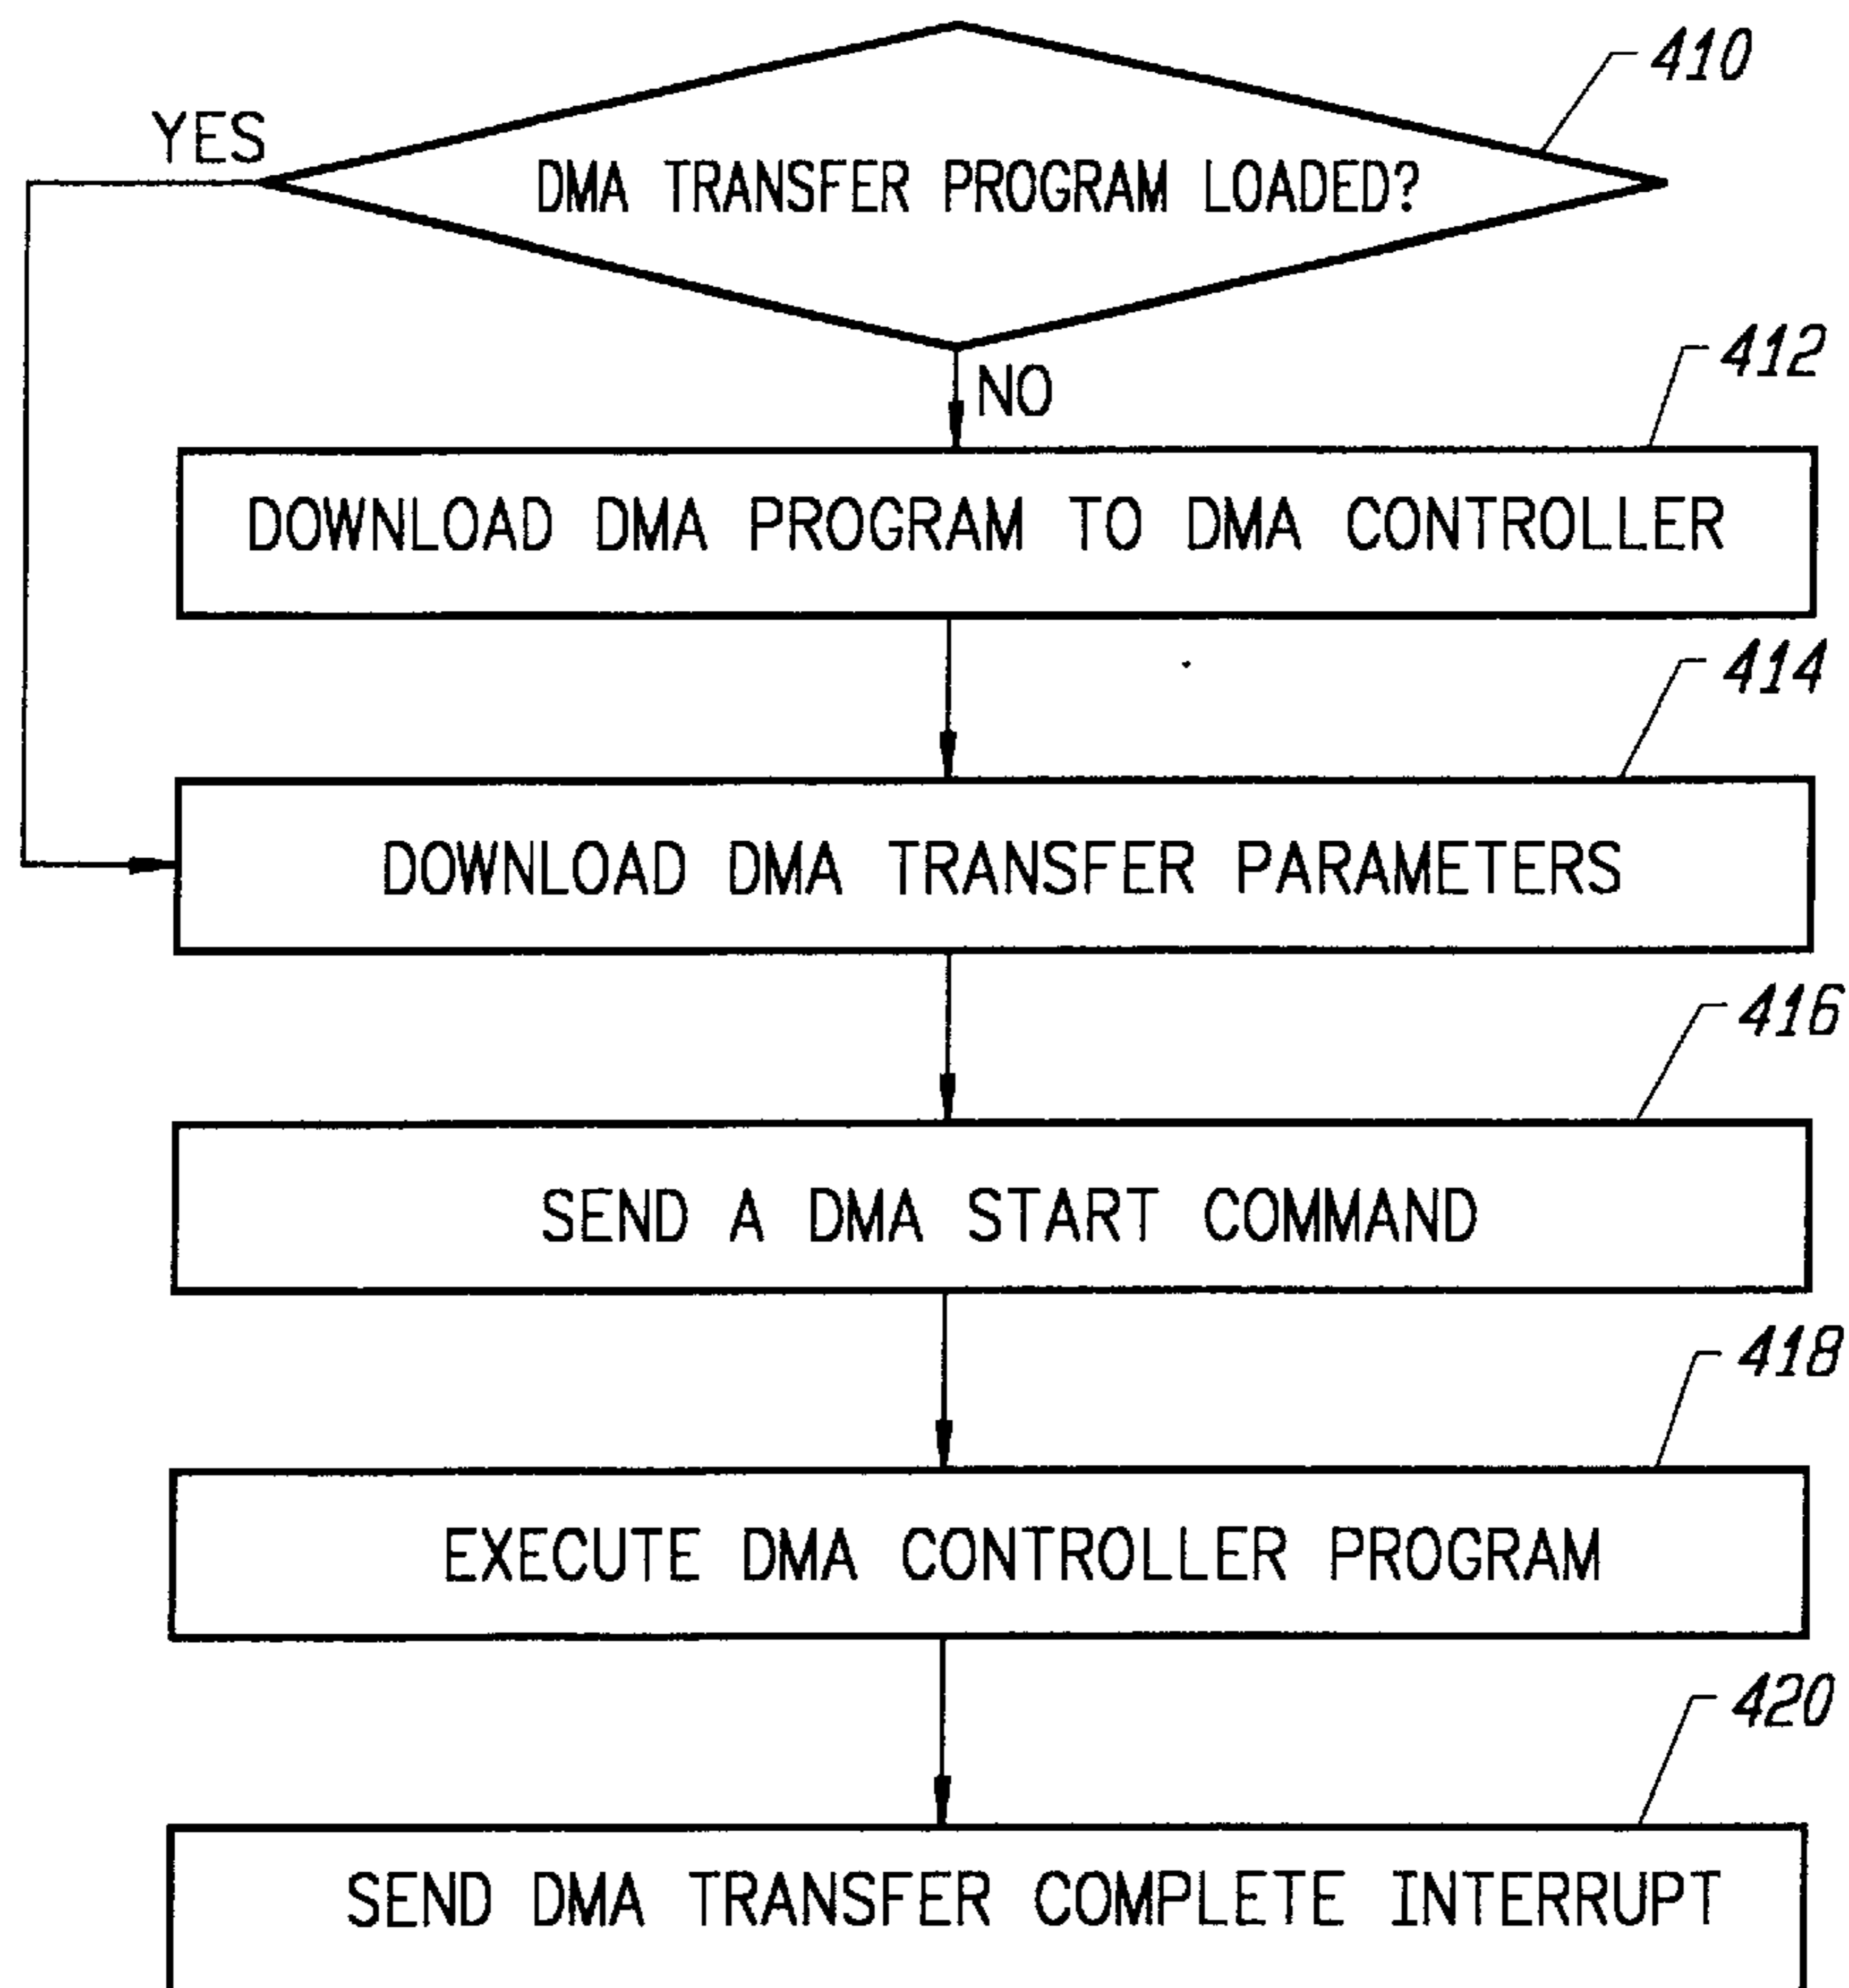 410
YES
DMA TRANSFER PROGRAM LOADED?
412
NO
DOWNLOAD DMA PROGRAM TO DMA CONTROLLER
414
DOWNLOAD DMA TRANSFER PARAMETERS
416
SEND A DMA START COMMAND
418
EXECUTE DMA CONTROLLER PROGRAM
420
SEND DMA TRANSFER COMPLETE INTERRUPT